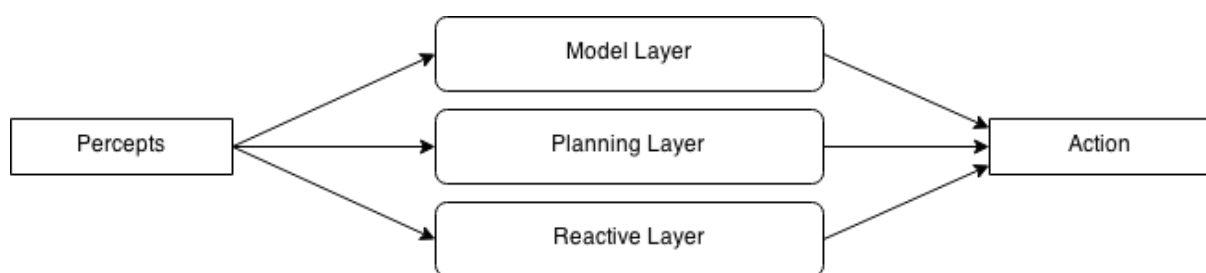 Model Layer
Percepts
Planning Layer
Action
Reactive Layer